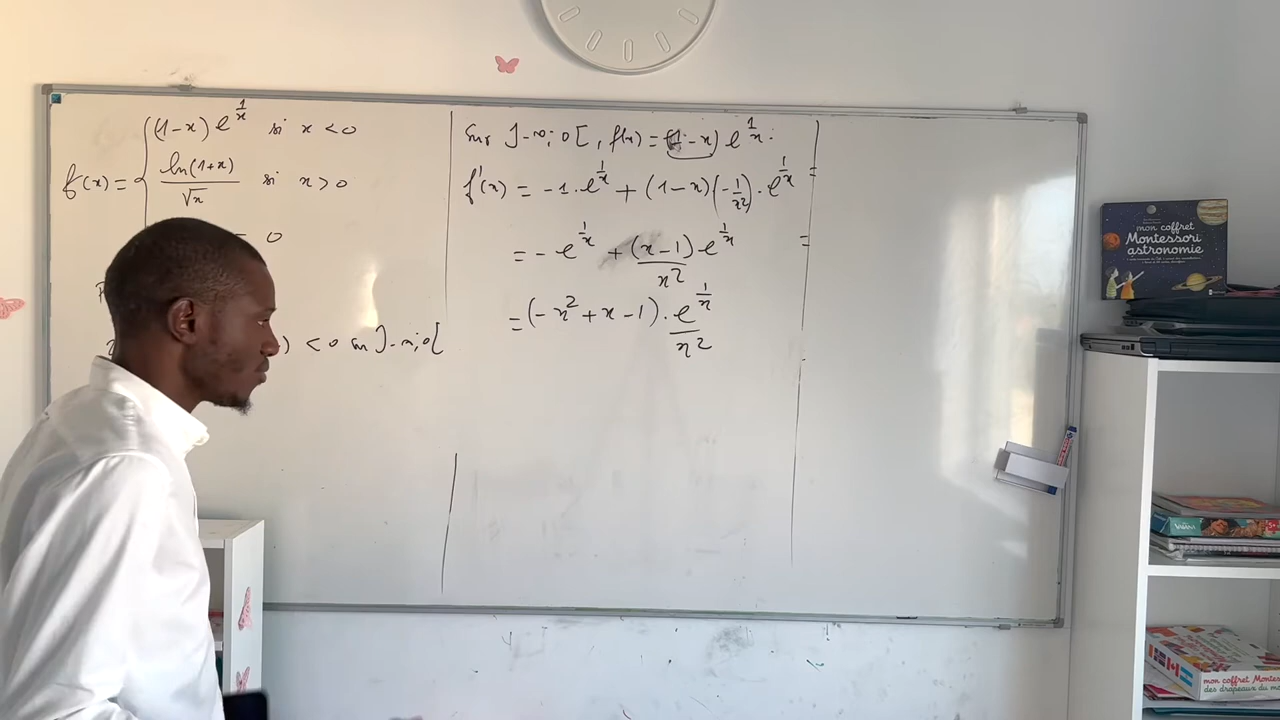 f(x) = { (1-x) e^{1/x} si x < 0
ln(1+x)/√x si x > 0
= 0
) < 0 sur ]-∞; 0[
Sur ]-∞; 0[, f(x) = (1-x) e^{1/x} :
f'(x) = -1 · e^{1/x} + (1-x) (-1/x²) · e^{1/x} =
= - e^{1/x} + (x-1)/x² e^{1/x} =
= (-x² + x - 1) · e^{1/x}/x²
mon coffret
Montessori
astronomie
VAIANA
mon coffret Montes
des drapeaux du m